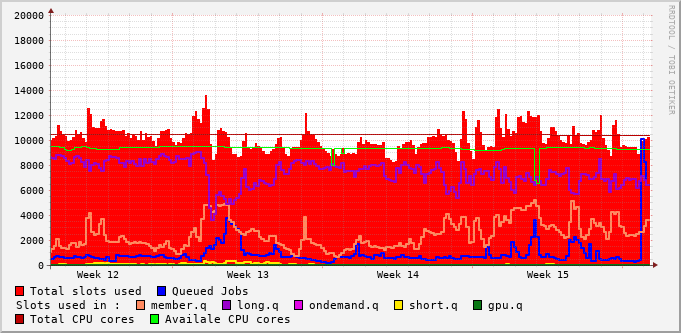 20000
18000
16000
14000
12000
10000
8000
6000
4000
2000
0
Week 12 Week 13 Week 14 Week 15
Total slots used Queued Jobs
Slots used in : member.q long.q ondemand.q short.q gpu.q
Total CPU cores Availale CPU cores
RRDTOOL / TOBI OETIKER